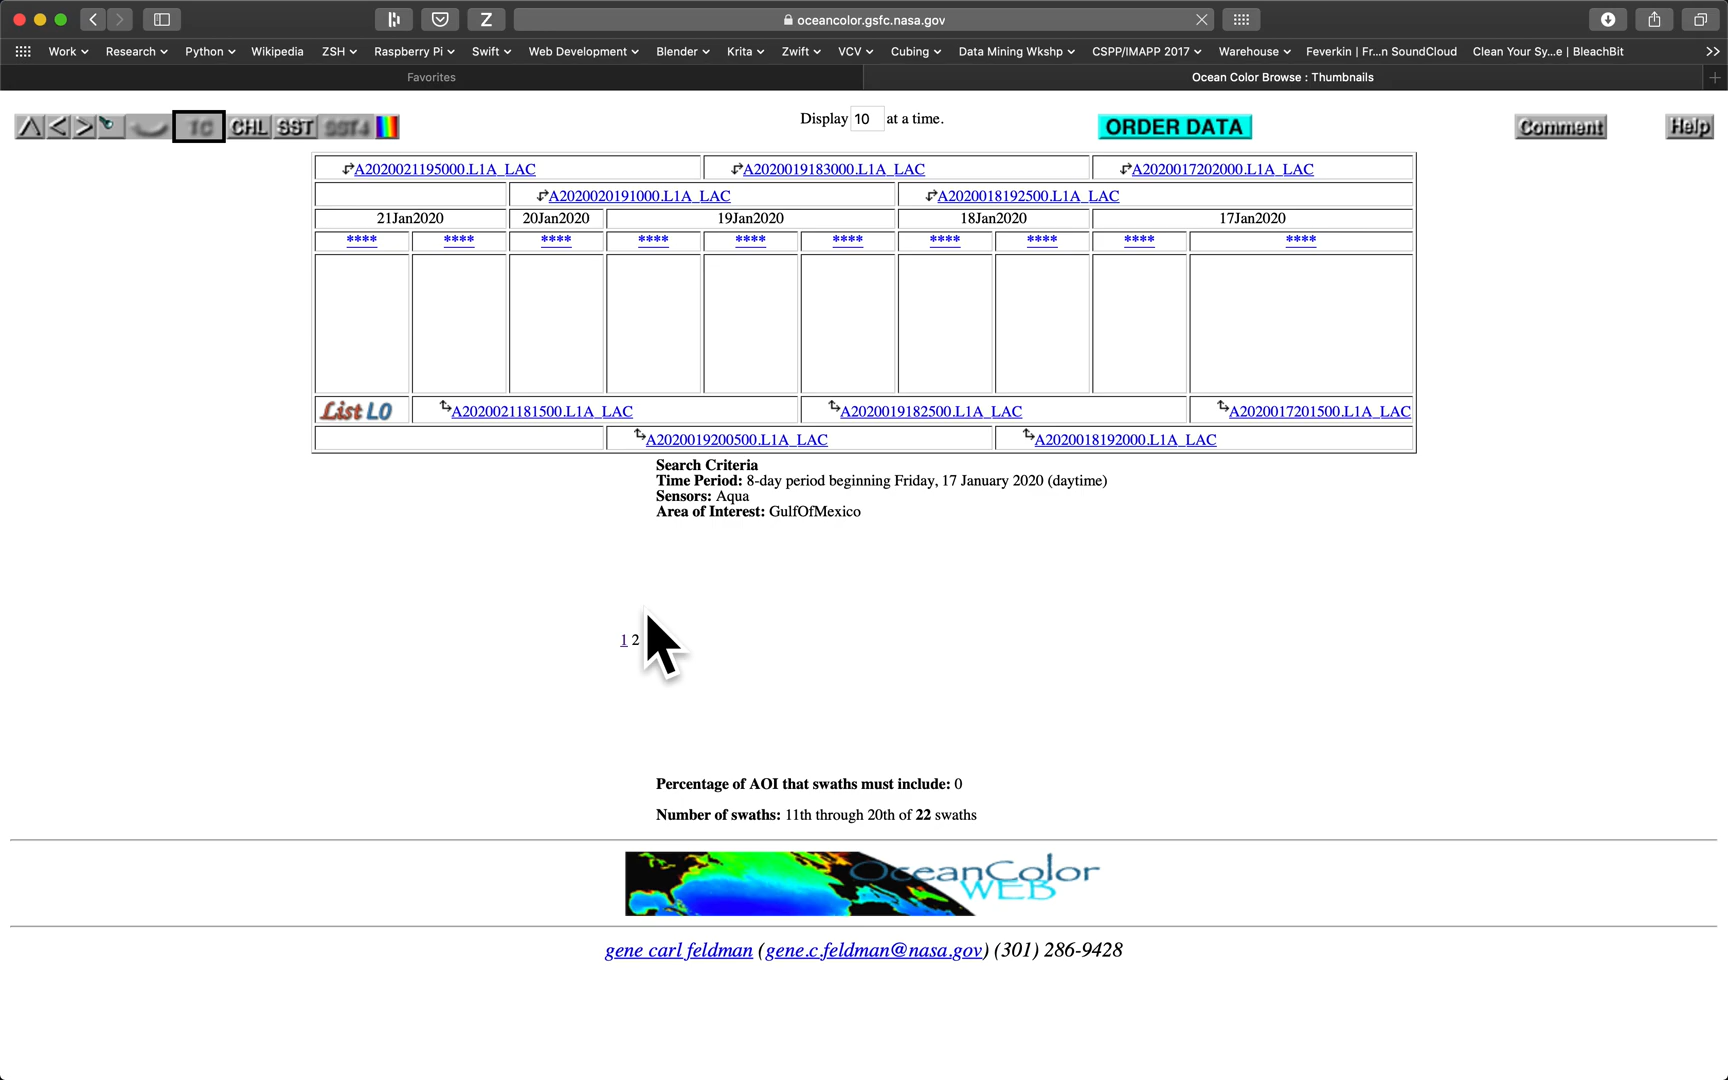 oceancolor.gsfc.nasa.gov
Work Research Python Wikipedia ZSH Raspberry Pi Swift Web Development Blender Krita Zwift VCV Cubing Data Mining Wkshp CSPP/IMAPP 2017 Warehouse Feverkin | Fr...n SoundCloud Clean Your Sy...e | BleachBit
Favorites Ocean Color Browse : Thumbnails
TC CHL SST SST4 Display 10 at a time. ORDER DATA Comment Help
A2020021195000.L1A_LAC A2020019183000.L1A_LAC A2020017202000.L1A_LAC
A2020020191000.L1A_LAC A2020018192500.L1A_LAC
21Jan2020 20Jan2020 19Jan2020 18Jan2020 17Jan2020
**** **** **** **** **** **** **** **** **** ****
List L0 A2020021181500.L1A_LAC A2020019182500.L1A_LAC A2020017201500.L1A_LAC
A2020019200500.L1A_LAC A2020018192000.L1A_LAC
Search Criteria
Time Period: 8-day period beginning Friday, 17 January 2020 (daytime)
Sensors: Aqua
Area of Interest: GulfOfMexico
1 2
Percentage of AOI that swaths must include: 0
Number of swaths: 11th through 20th of 22 swaths
OceanColor
WEB
gene carl feldman (gene.c.feldman@nasa.gov) (301) 286-9428